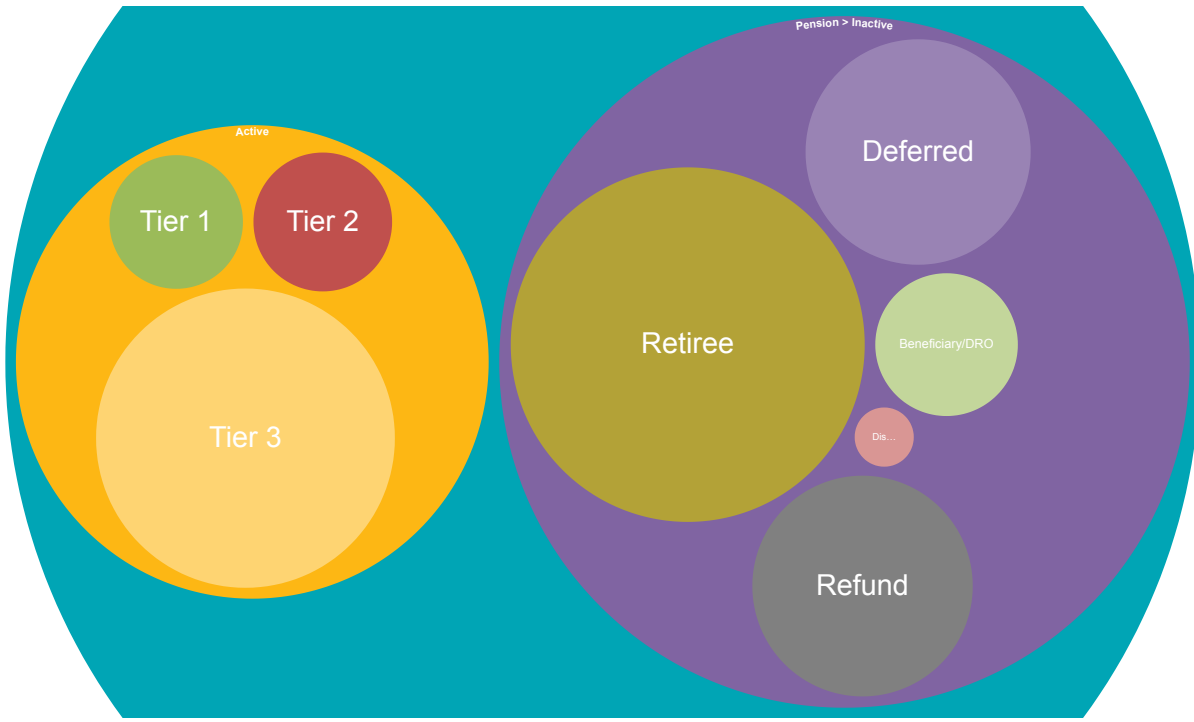 Pension > Inactive
Active
Deferred
Tier 1
Tier 2
Retiree
Beneficiary/DRO
Tier 3
Dis...
Refund